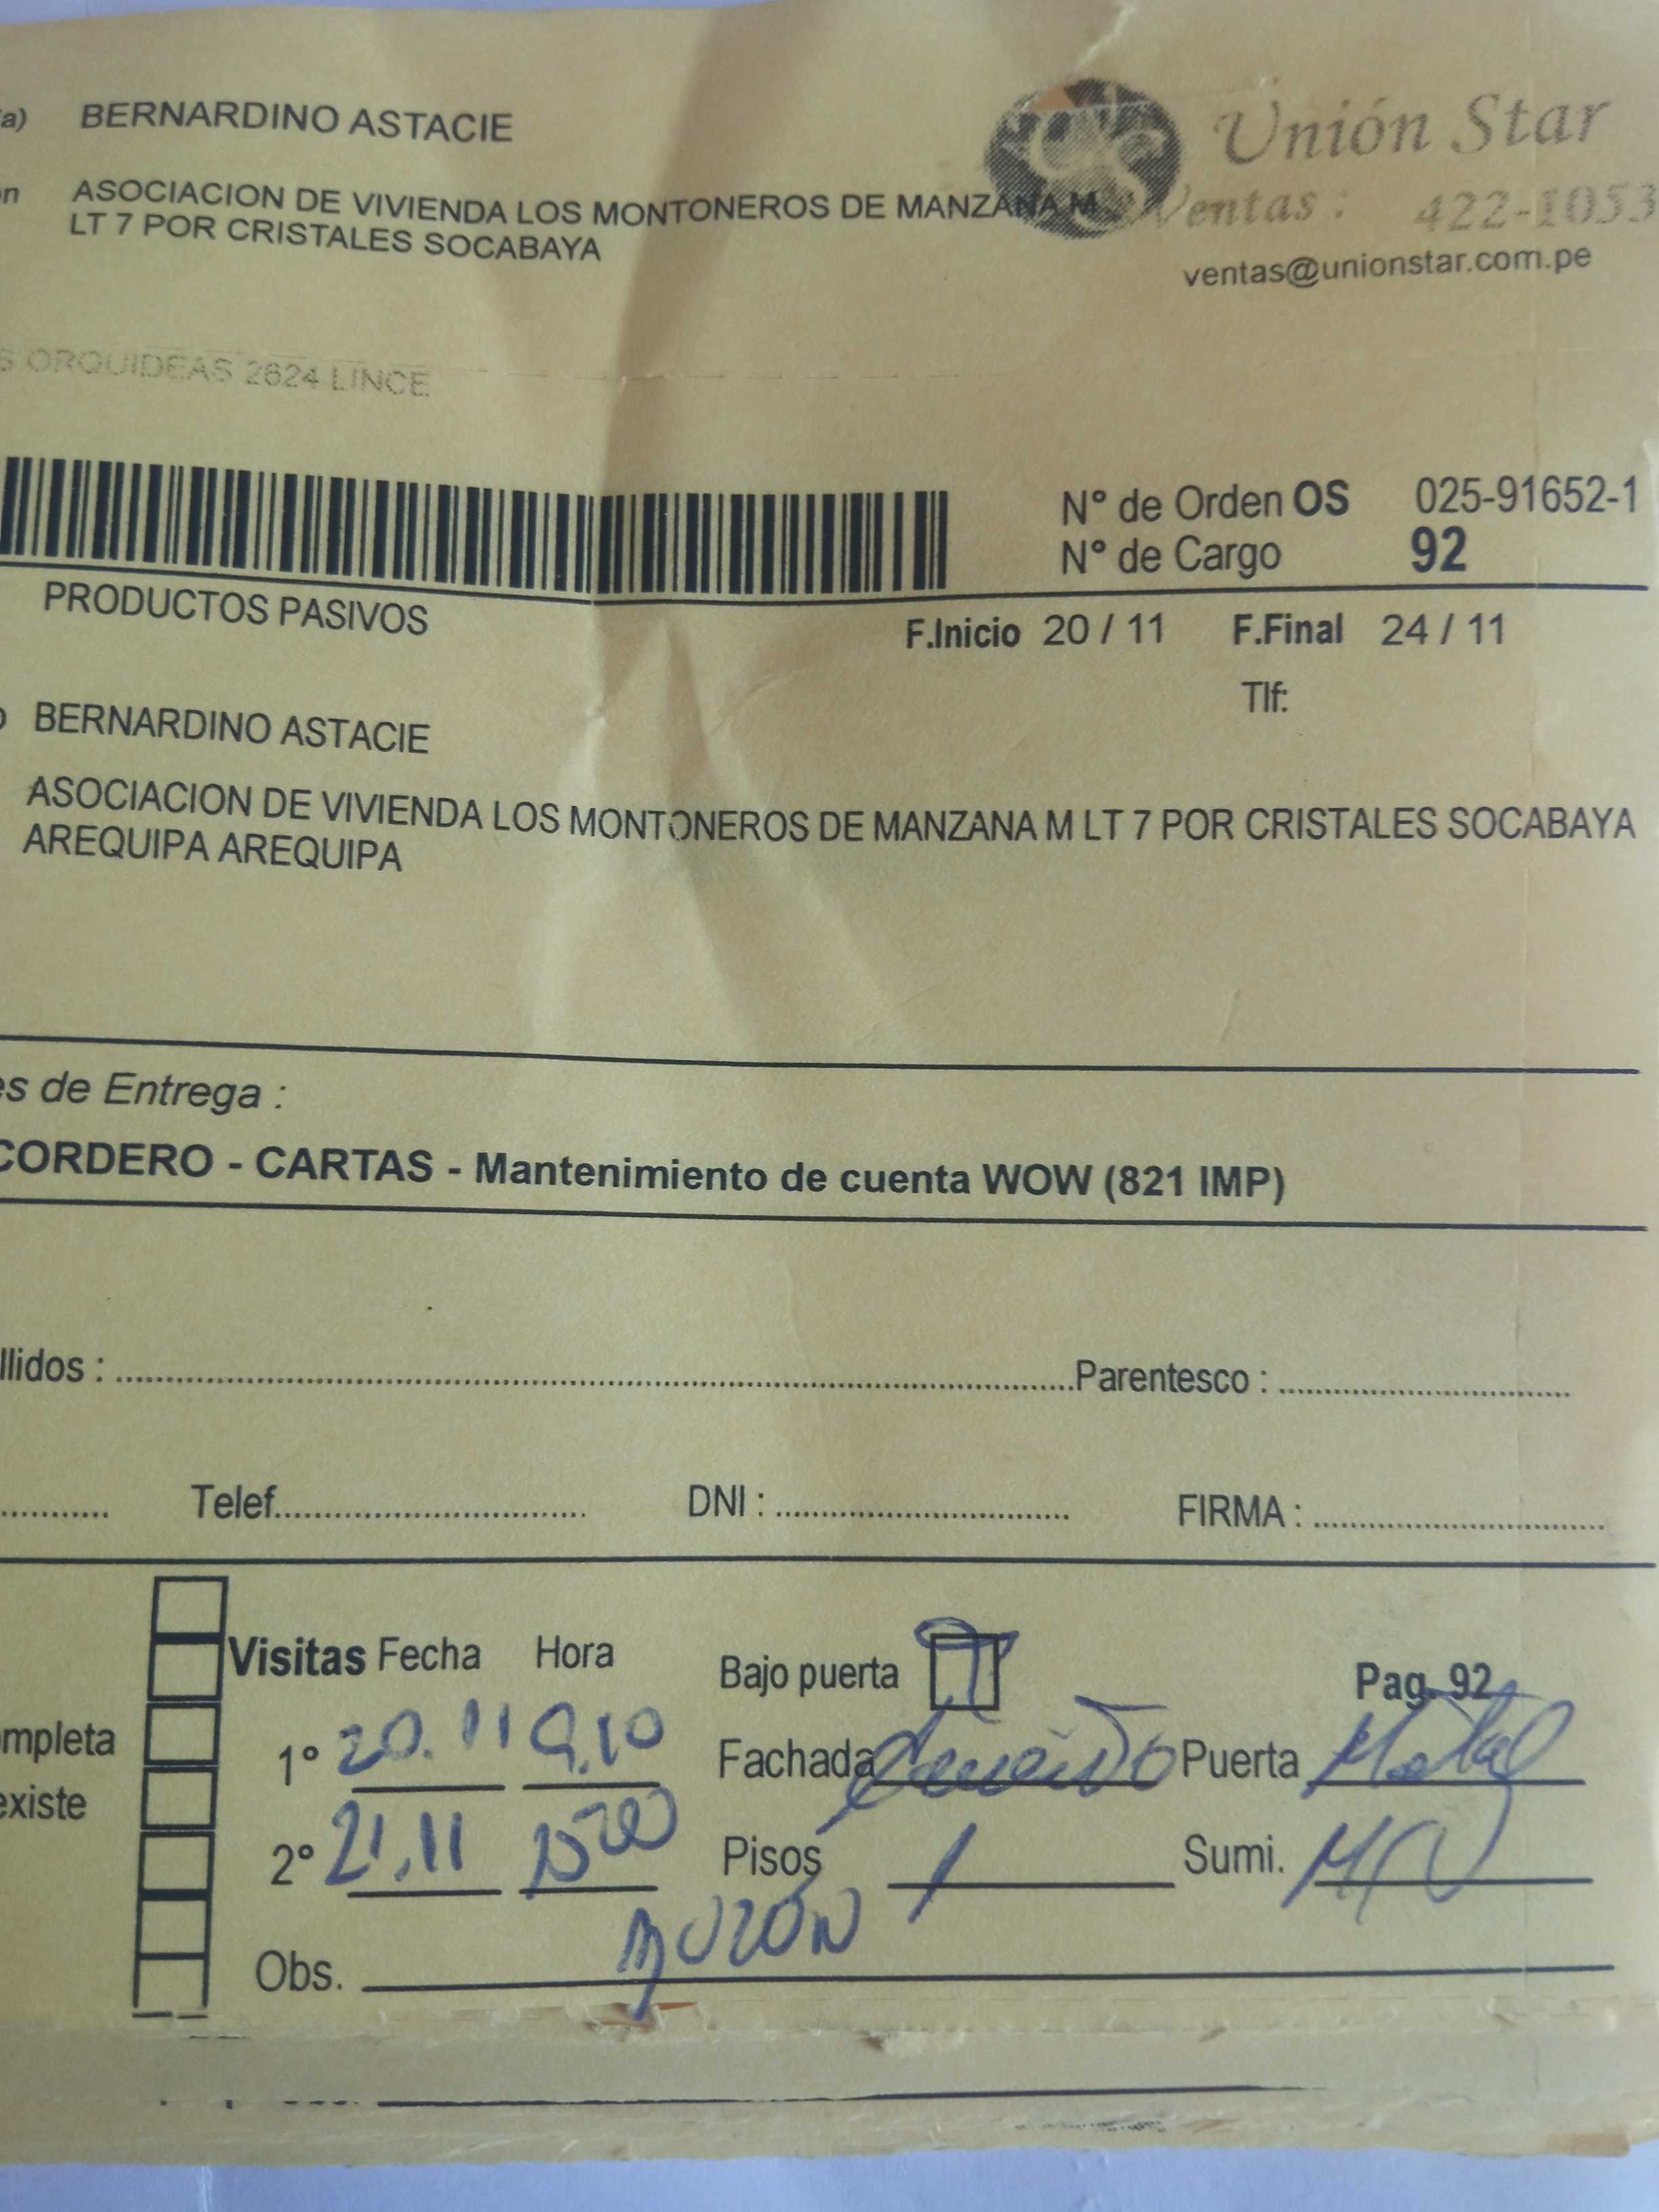 (a) BERNARDINO ASTACIE
Unión Star
ASOCIACION DE VIVIENDA LOS MONTONEROS DE MANZANA M
Ventas : 422-1053
LT 7 POR CRISTALES SOCABAYA
ventas@unionstar.com.pe
ORQUIDEAS 2624 LINCE
N° de Orden OS 025-91652-1
N° de Cargo 92
PRODUCTOS PASIVOS
F.Inicio 20 / 11 F.Final 24 / 11
Tlf:
BERNARDINO ASTACIE
ASOCIACION DE VIVIENDA LOS MONTONEROS DE MANZANA M LT 7 POR CRISTALES SOCABAYA
AREQUIPA AREQUIPA
es de Entrega :
CORDERO - CARTAS - Mantenimiento de cuenta WOW (821 IMP)
llidos : Parentesco :
Telef. DNI : FIRMA :
Visitas Fecha Hora Bajo puerta Pag. 92
mpleta 1° 20.11 9.10 Fachada Puerta Metal
existe 2° 21.11 Pisos 1 Sumi.
Obs. BUZÓN